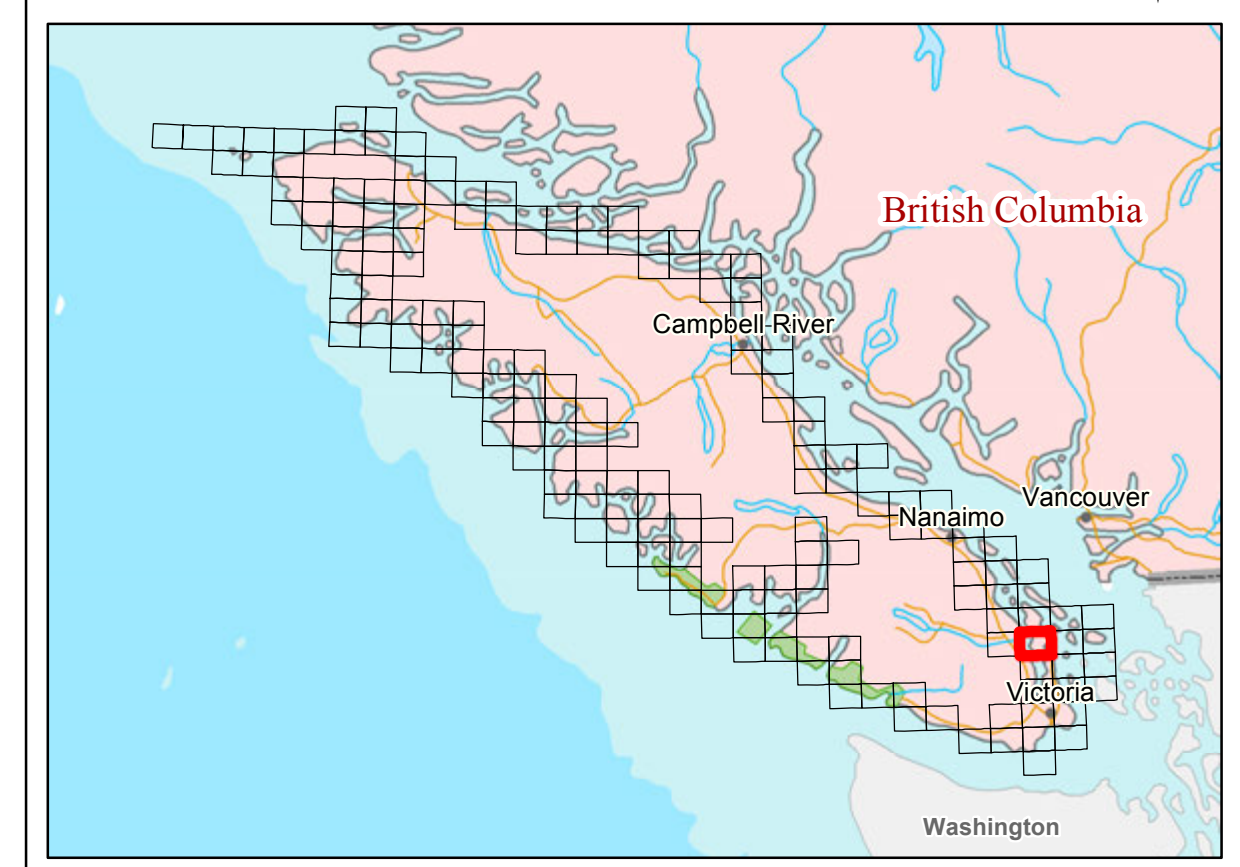 British Columbia
Campbell River
Vancouver
Nanaimo
Victoria
Washington